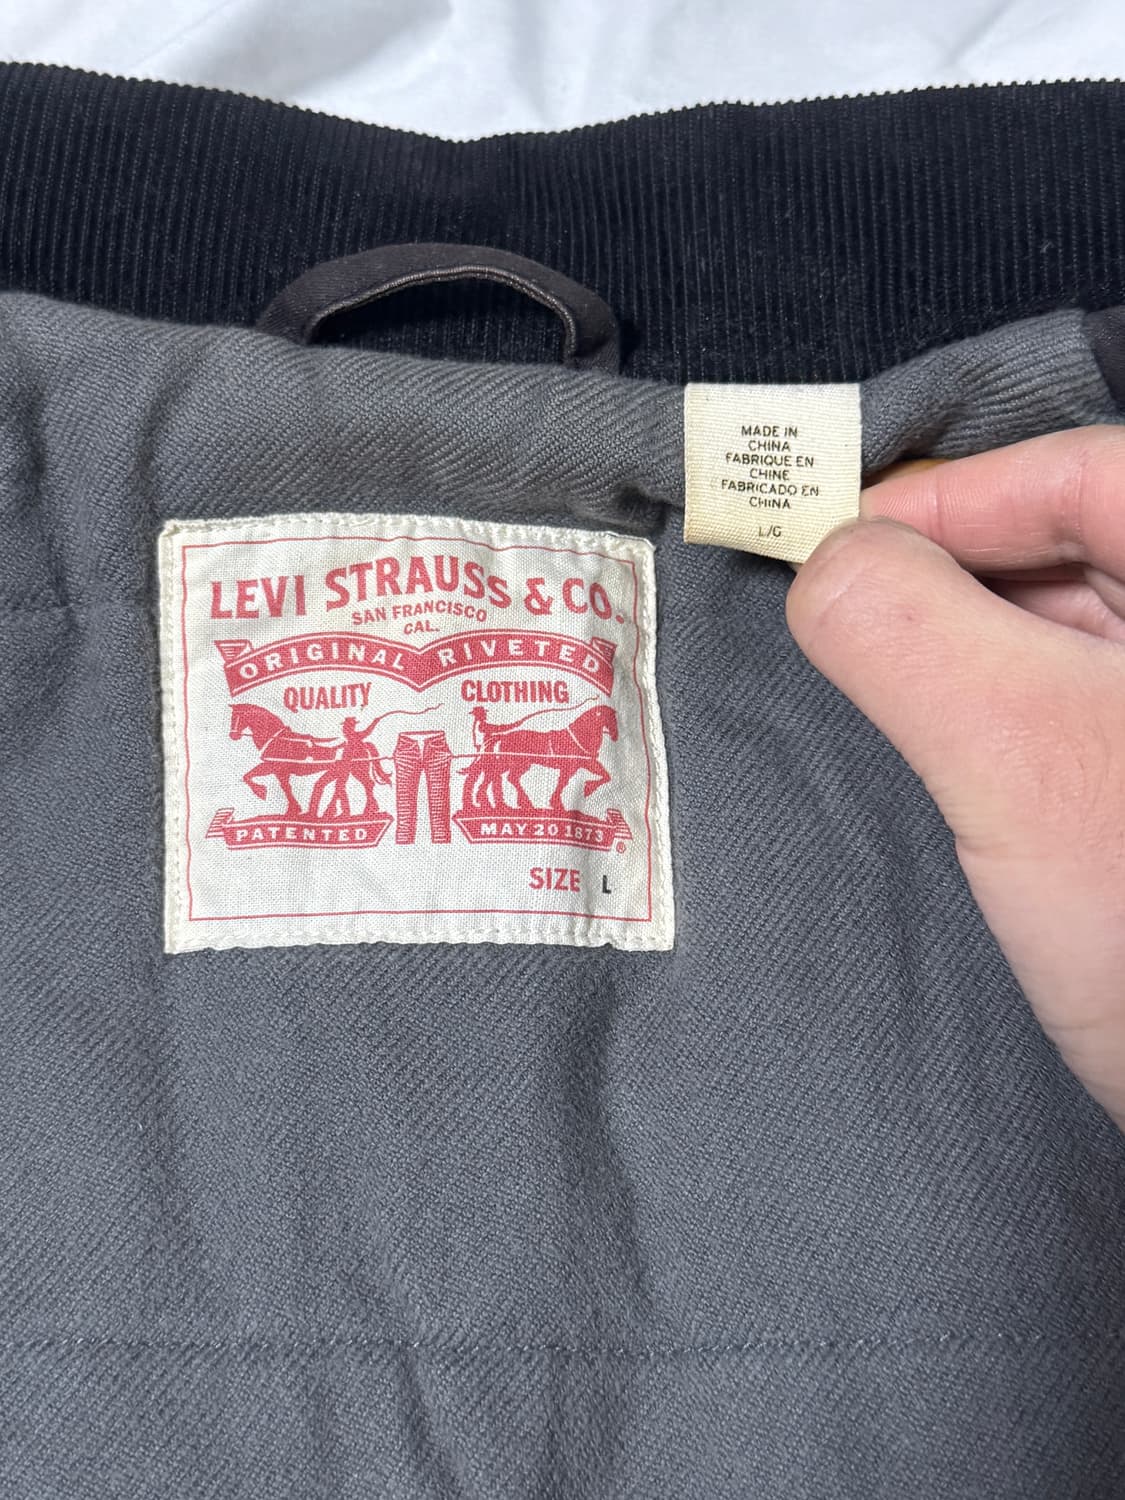 MADE IN
CHINA
FABRIQUE EN
CHINE
FABRICADO EN
CHINA
L/G
LEVI STRAUSS & CO.
SAN FRANCISCO
CAL.
ORIGINAL RIVETED
QUALITY CLOTHING
PATENTED MAY 20 1873 ®
SIZE L